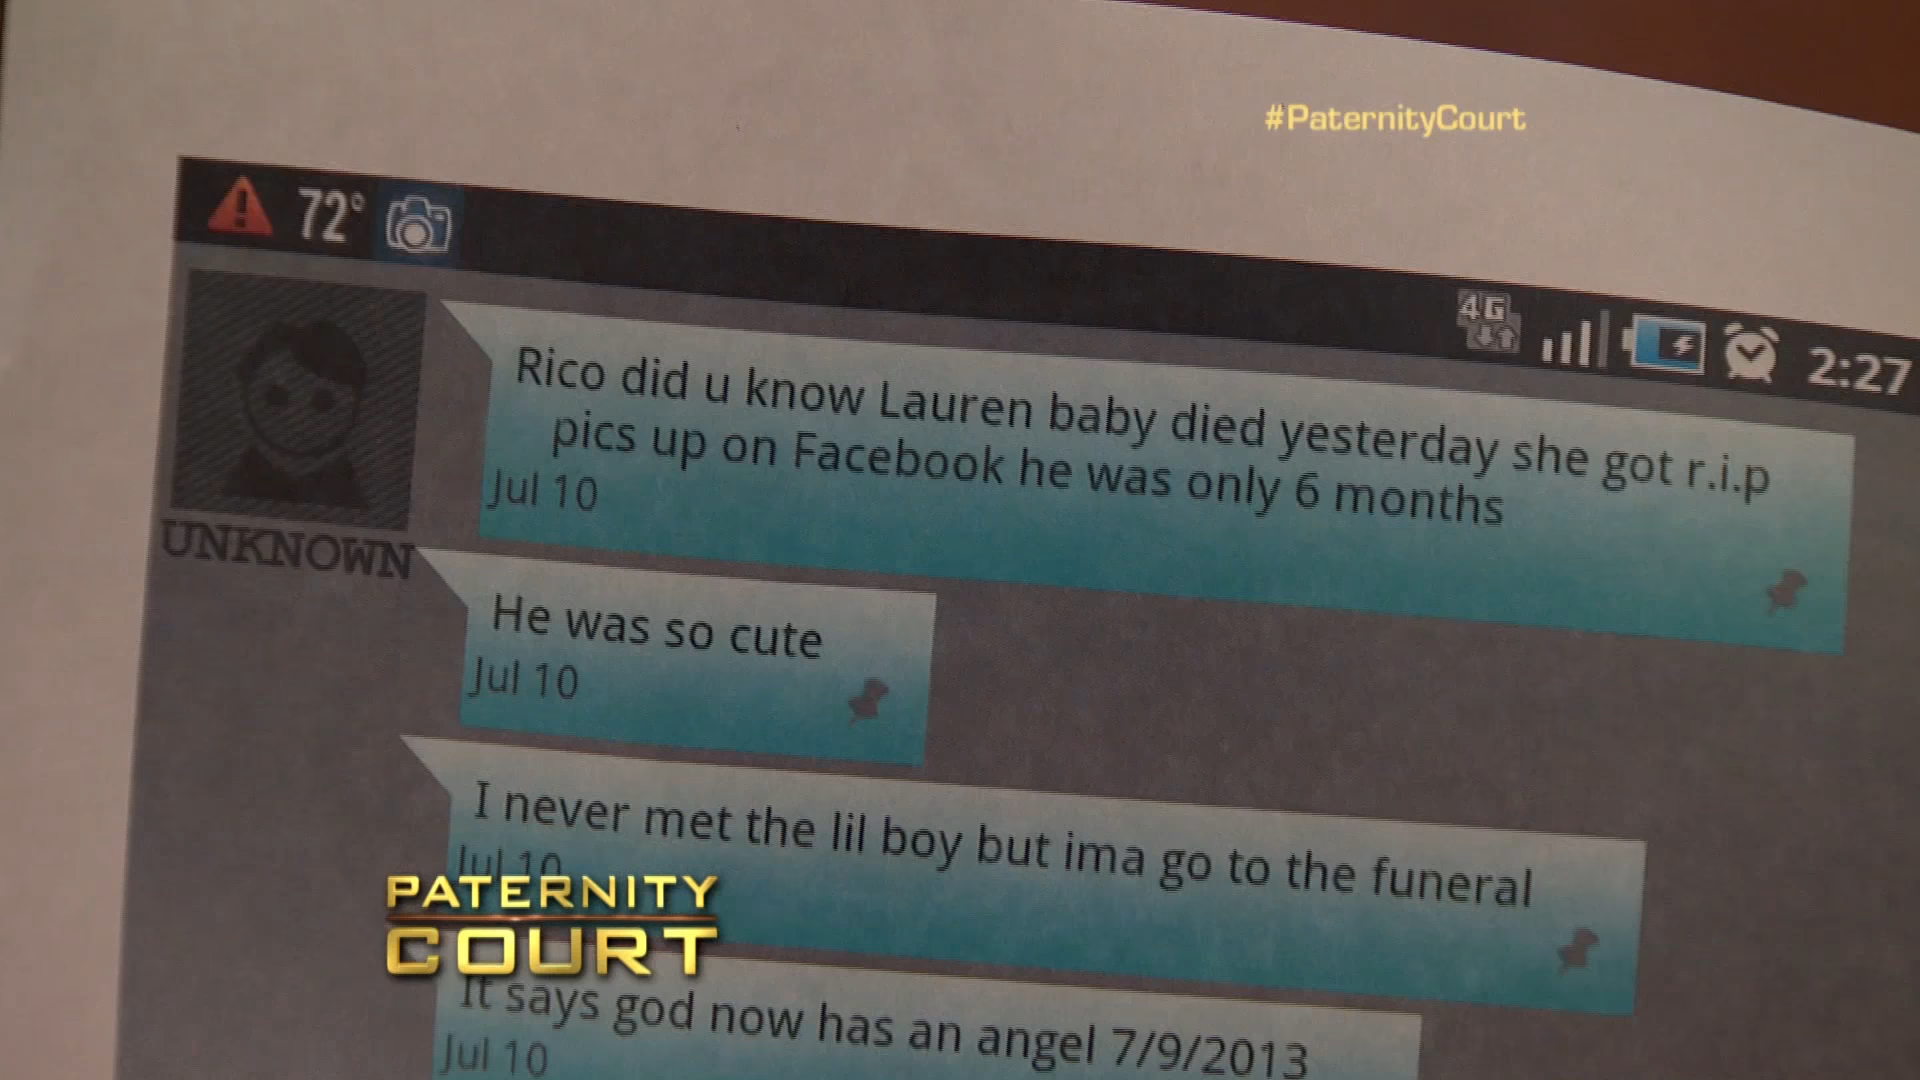 #PaternityCourt
72°
4G
2:27
Rico did u know Lauren baby died yesterday she got r.i.p
pics up on Facebook he was only 6 months
Jul 10
UNKNOWN
He was so cute
Jul 10
I never met the lil boy but ima go to the funeral
Jul 10
PATERNITY
COURT
It says god now has an angel 7/9/2013
Jul 10